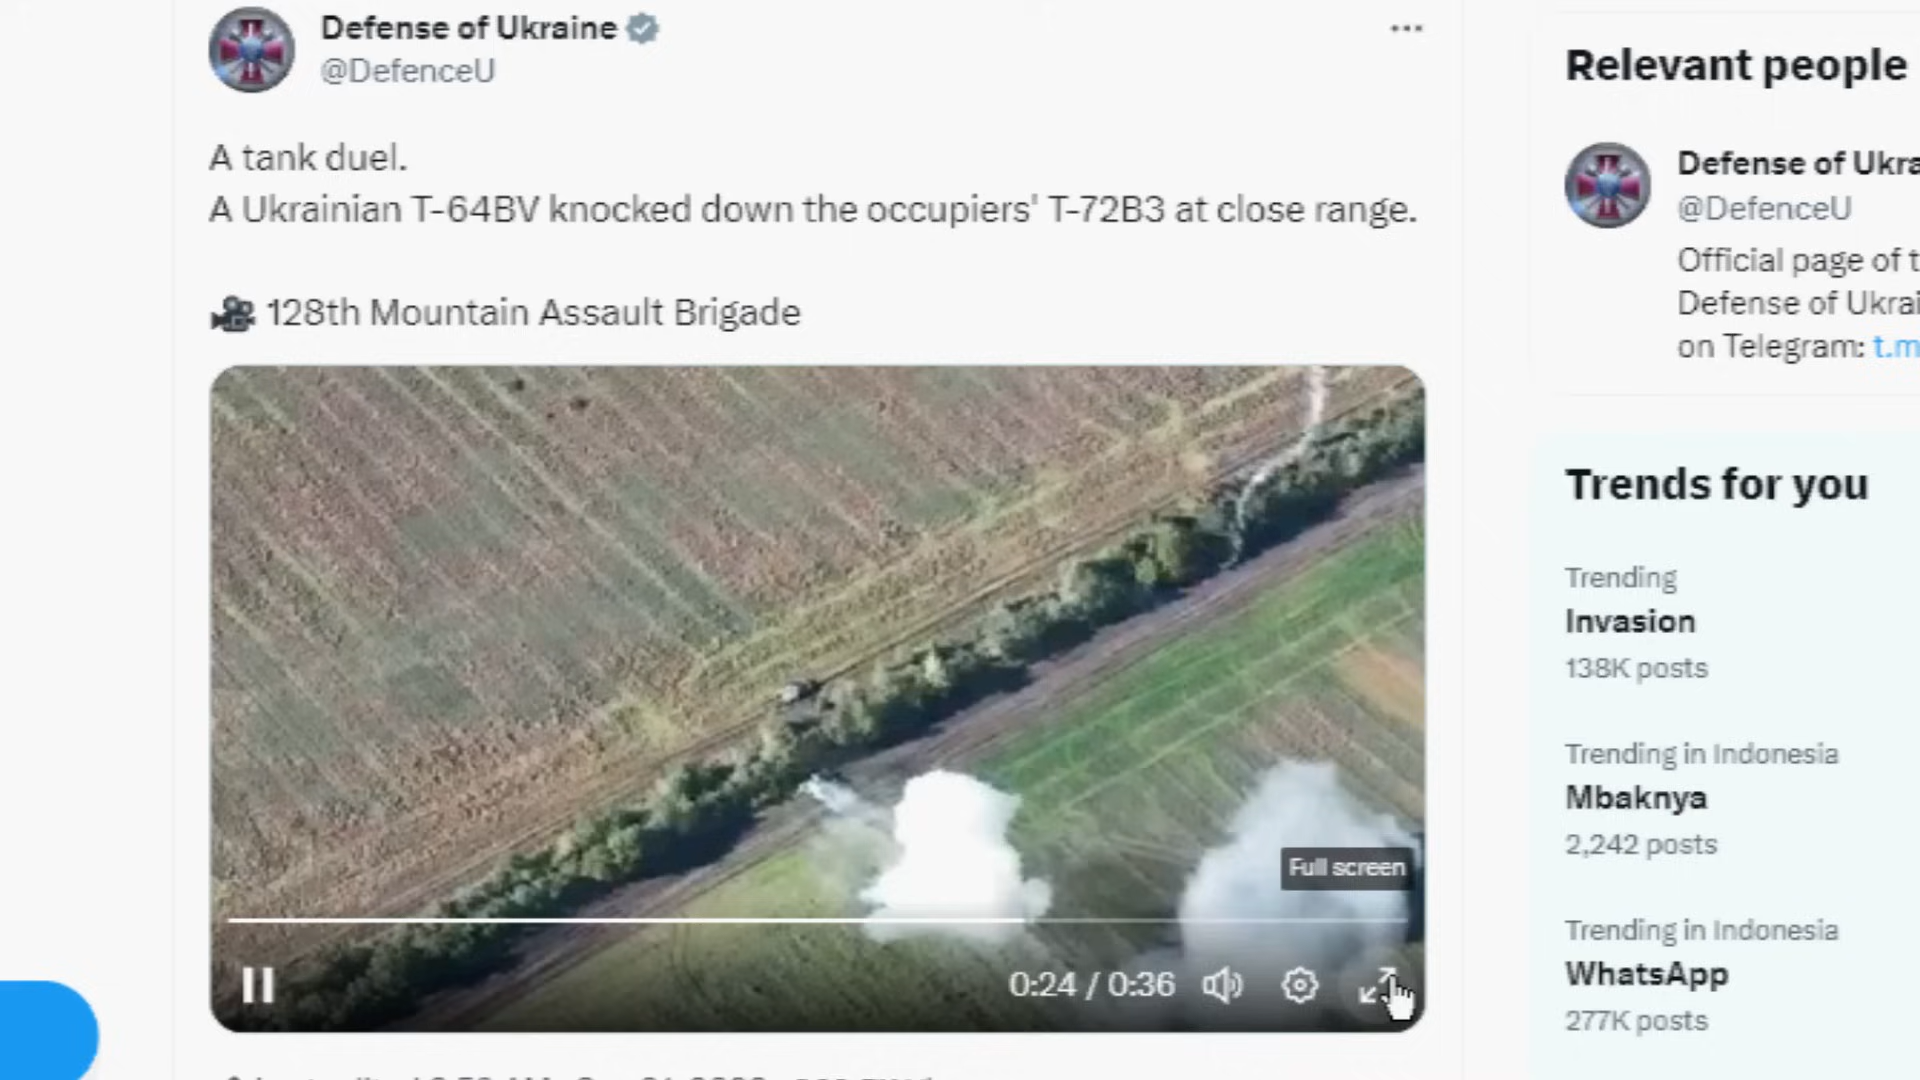 Defense of Ukraine
@DefenceU
A tank duel.
A Ukrainian T-64BV knocked down the occupiers' T-72B3 at close range.
128th Mountain Assault Brigade
Full screen
0:24 / 0:36
Relevant people
Defense of Ukra
@DefenceU
Official page of t
Defense of Ukrai
on Telegram: t.m
Trends for you
Trending
Invasion
138K posts
Trending in Indonesia
Mbaknya
2,242 posts
Trending in Indonesia
WhatsApp
277K posts